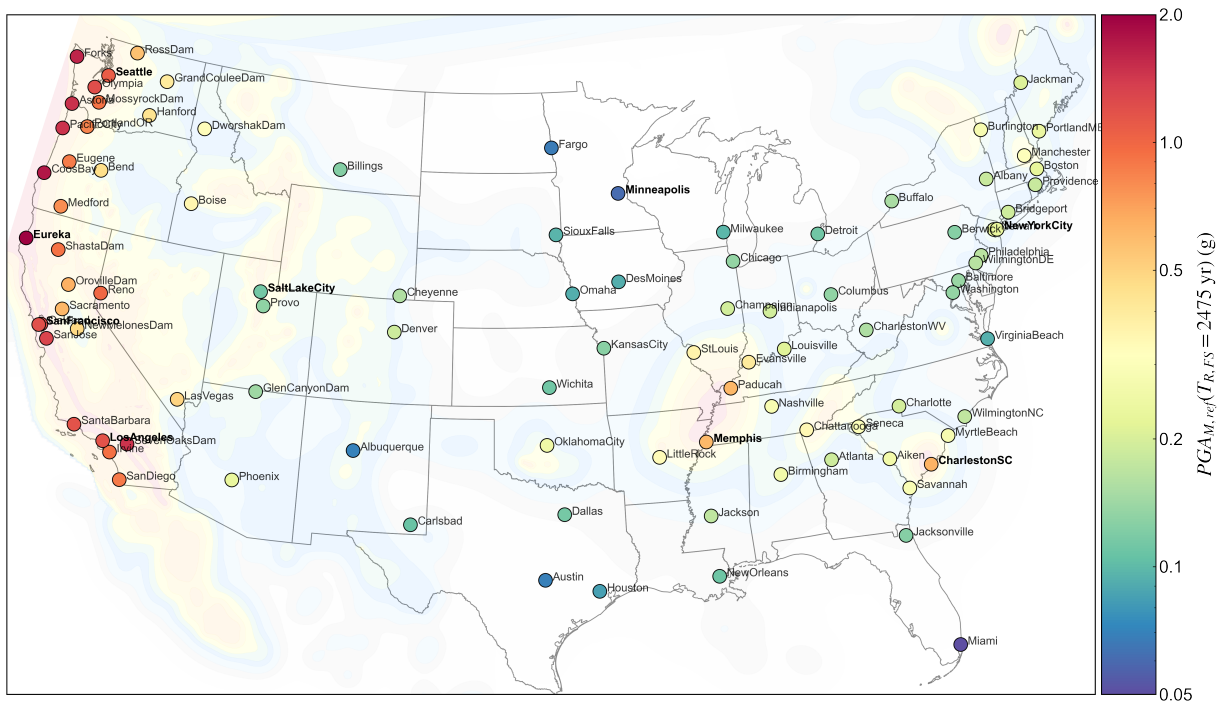 Forks
RossDam
Seattle
Olympia
GrandCouleeDam
Astoria
MossyrockDam
Hanford
PacificCity
PortlandOR
DworshakDam
Eugene
CoosBay
Bend
Billings
Fargo
Medford
Boise
Minneapolis
Eureka
ShastaDam
SiouxFalls
OrovilleDam
Reno
SaltLakeCity
Provo
Cheyenne
Omaha
DesMoines
Sacramento
SanFrancisco
NewMelonesDam
SanJose
Denver
KansasCity
LasVegas
GlenCanyonDam
Wichita
SantaBarbara
LosAngeles
SevenOaksDam
Irvine
Albuquerque
OklahomaCity
SanDiego
Phoenix
Carlsbad
Dallas
Austin
Houston
NewOrleans
Jackson
LittleRock
Memphis
Paducah
StLouis
Evansville
Louisville
Nashville
Champaign
Indianapolis
Milwaukee
Chicago
Detroit
Columbus
CharlestonWV
Buffalo
Jackman
Burlington
PortlandME
Manchester
Boston
Albany
Providence
Bridgeport
NewYorkCity
Berwick
Philadelphia
WilmingtonDE
Baltimore
Washington
VirginiaBeach
Charlotte
WilmingtonNC
Seneca
MyrtleBeach
Chattanooga
Atlanta
Aiken
CharlestonSC
Birmingham
Savannah
Jacksonville
Miami
2.0
1.0
0.5
0.2
0.1
0.05
PGA_{M,ref}(T_{R,FS} = 2475 yr) (g)